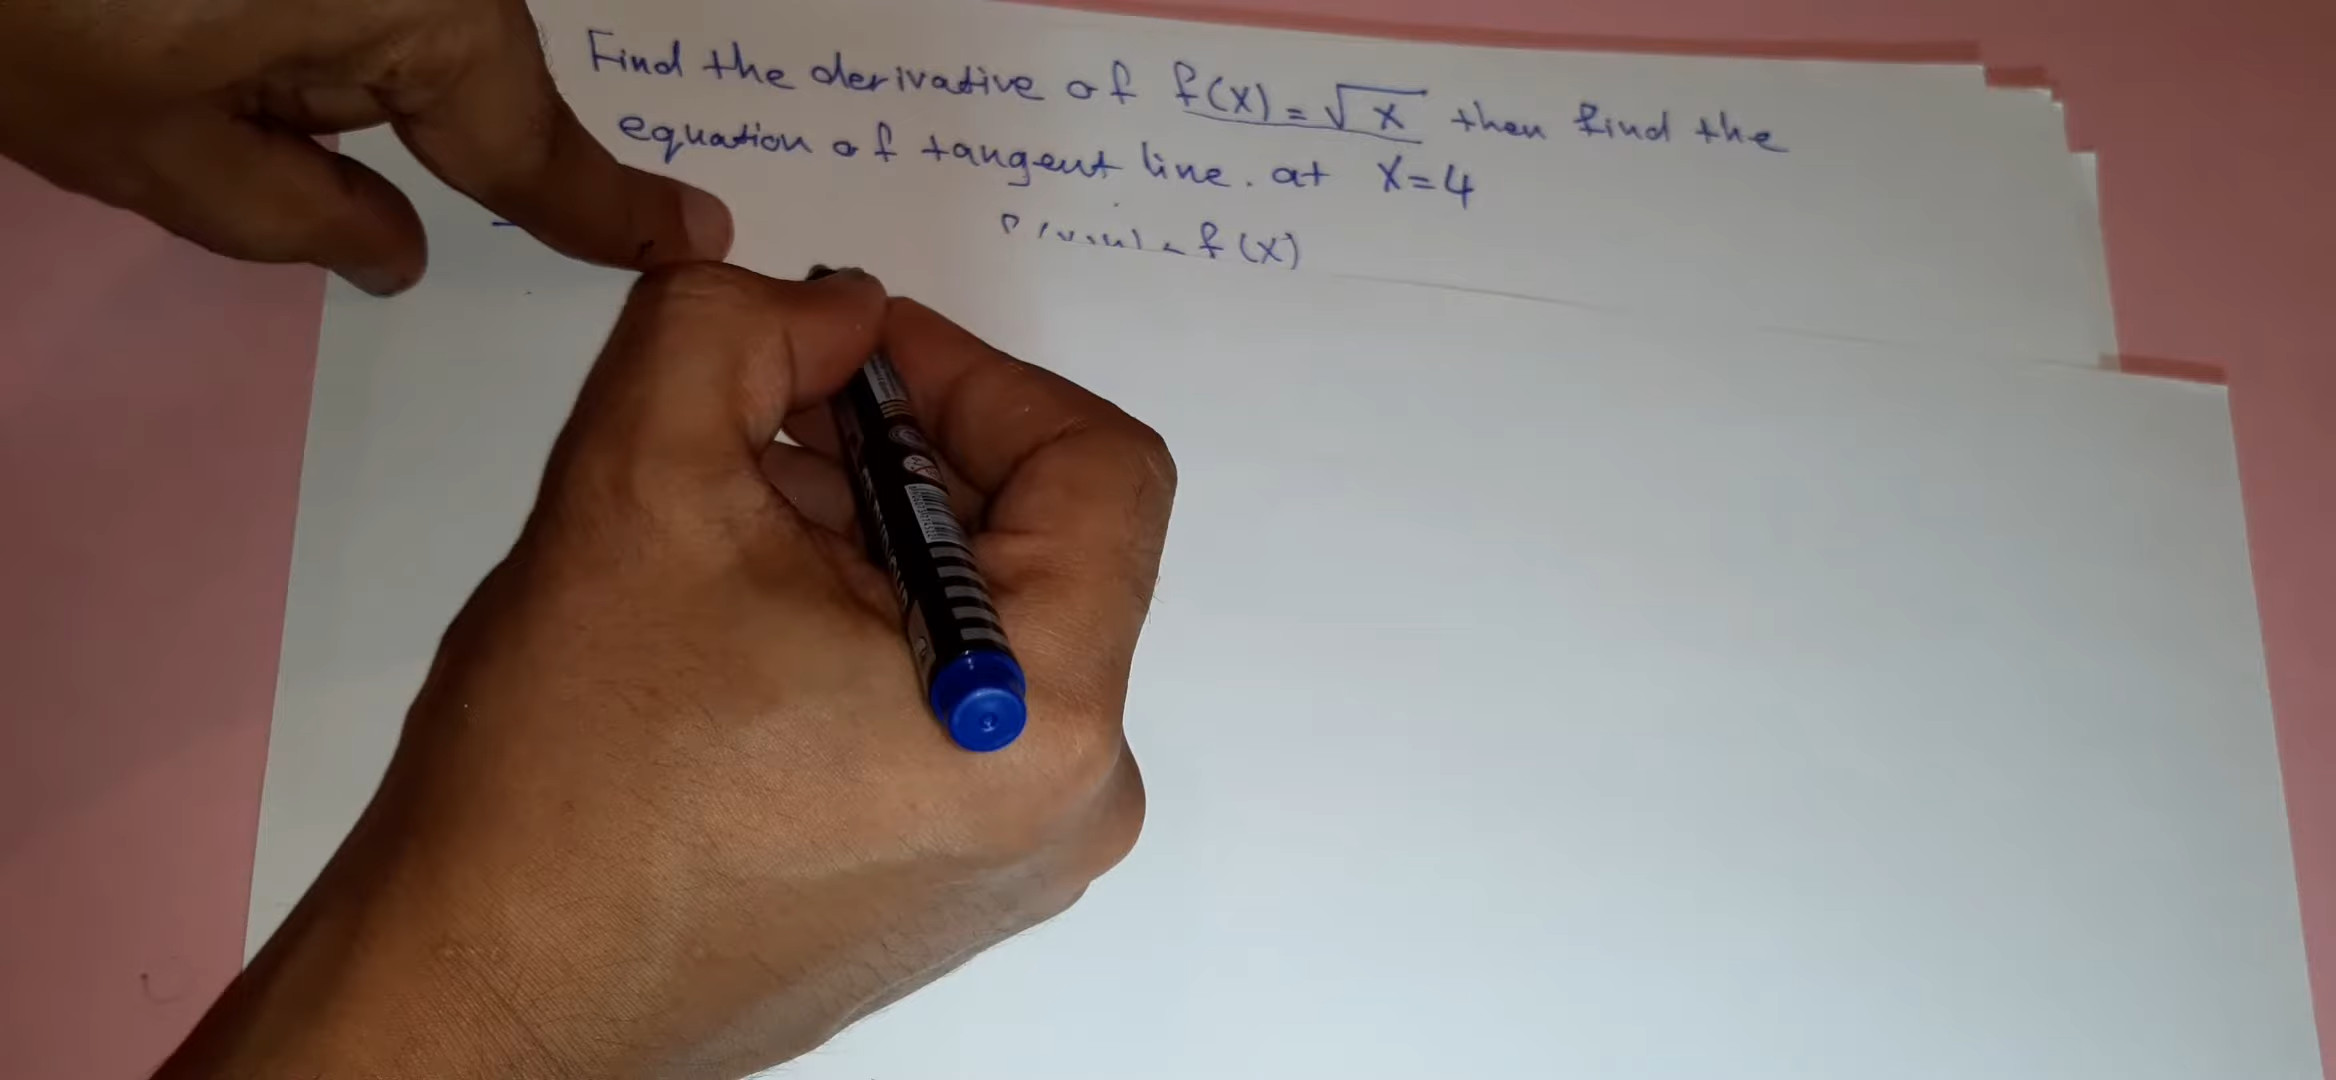 Find the derivative of f(x) = √x then find the
equation of tangent line. at x=4
f(x)